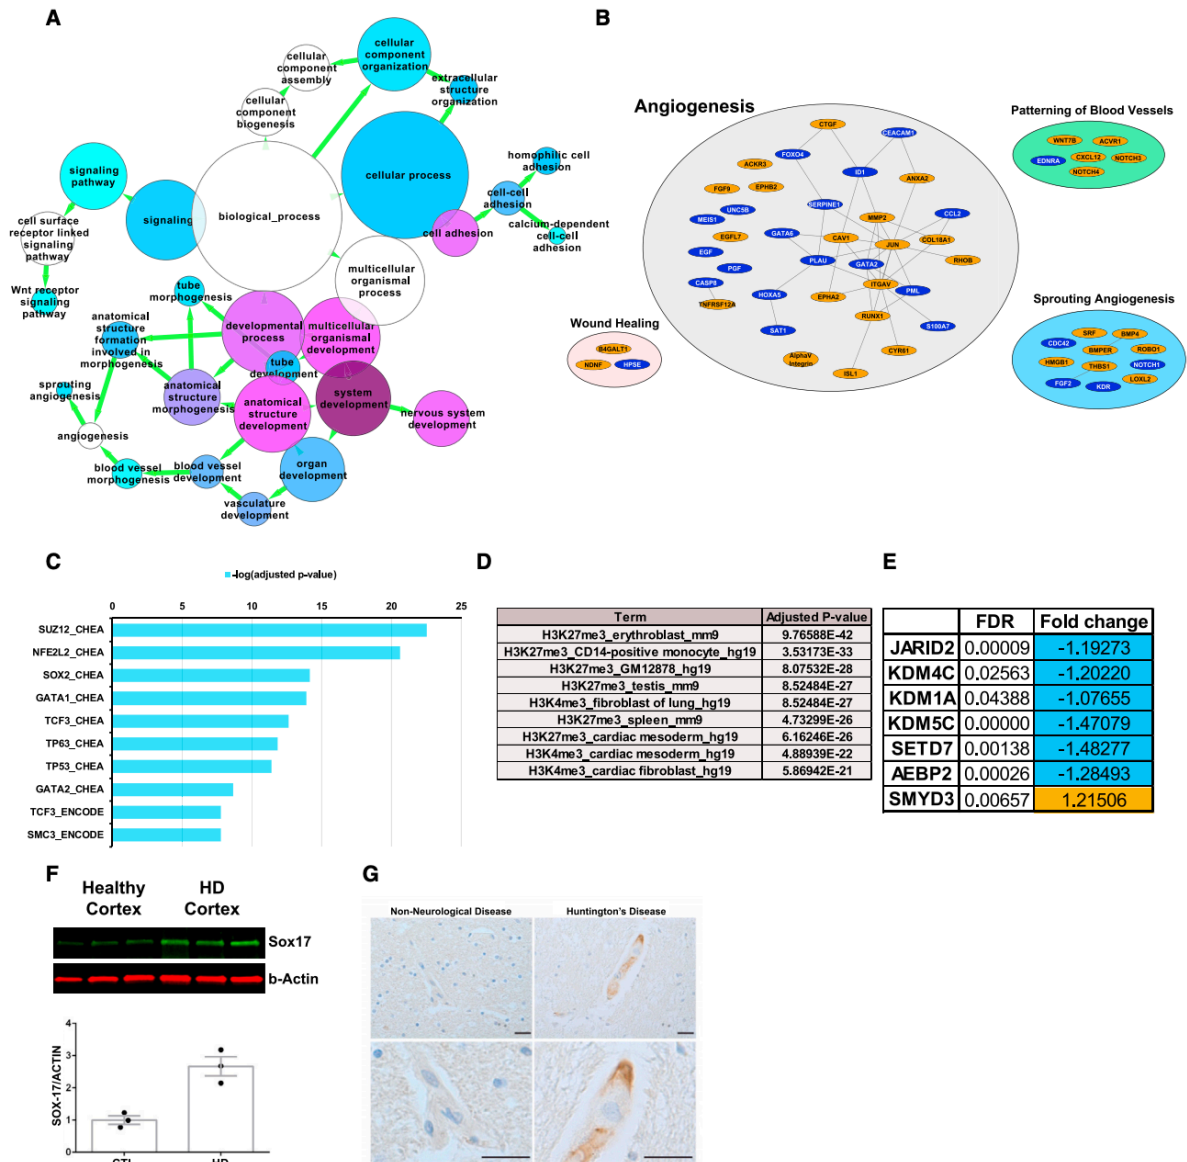 A
cellular
component
organization
cellular
component
assembly
extracellular
structure
organization
cellular
component
biogenesis
homophilic cell
adhesion
signaling
pathway
cellular process
cell-cell
adhesion
signaling
biological_process
calcium-dependent
cell-cell
adhesion
cell adhesion
cell surface
receptor linked
signaling
pathway
multicellular
organismal
process
Wnt receptor
signaling
pathway
tube
morphogenesis
anatomical
structure
formation
involved in
morphogenesis
developmental
process
multicellular
organismal
development
tube
development
sprouting
angiogenesis
anatomical
structure
morphogenesis
anatomical
structure
development
system
development
nervous system
development
angiogenesis
blood vessel
morphogenesis
blood vessel
development
organ
development
vasculature
development
B
Angiogenesis
CTGF
CEACAM1
FOXO4
ACKR3
ID1
ANXA2
FGF9
EPHB2
SERPINE1
UNC5B
MEIS1
MMP2
CCL2
EGFL7
GATA6
CAV1
JUN
COL18A1
EGF
PLAU
GATA2
RHOB
PGF
CASP8
ITGAV
PML
TNFRSF12A
HOXA5
EPHA2
RUNX1
S100A7
SAT1
CYR61
AlphaV
Integrin
ISL1
Patterning of Blood Vessels
WNT7B
ACVR1
EDNRA
CXCL12
NOTCH3
NOTCH4
Wound Healing
B4GALT1
NDNF
HPSE
Sprouting Angiogenesis
SRF
BMP4
CDC42
BMPER
ROBO1
HMGB1
THBS1
NOTCH1
FGF2
KDR
LOXL2
C
-log(adjusted p-value)
0 5 10 15 20 25
SUZ12_CHEA
NFE2L2_CHEA
SOX2_CHEA
GATA1_CHEA
TCF3_CHEA
TP63_CHEA
TP53_CHEA
GATA2_CHEA
TCF3_ENCODE
SMC3_ENCODE
D
Term Adjusted P-value
H3K27me3_erythroblast_mm9 9.76588E-42
H3K27me3_CD14-positive monocyte_hg19 3.53173E-33
H3K27me3_GM12878_hg19 8.07532E-28
H3K27me3_testis_mm9 8.52484E-27
H3K4me3_fibroblast of lung_hg19 8.52484E-27
H3K27me3_spleen_mm9 4.73299E-26
H3K27me3_cardiac mesoderm_hg19 6.16246E-26
H3K4me3_cardiac mesoderm_hg19 4.88939E-22
H3K4me3_cardiac fibroblast_hg19 5.86942E-21
E
FDR Fold change
JARID2 0.00009 -1.19273
KDM4C 0.02563 -1.20220
KDM1A 0.04388 -1.07655
KDM5C 0.00000 -1.47079
SETD7 0.00138 -1.48277
AEBP2 0.00026 -1.28493
SMYD3 0.00657 1.21506
F
Healthy
Cortex
HD
Cortex
Sox17
b-Actin
SOX-17/ACTIN
4
3
2
1
0
CTL HD
G
Non-Neurological Disease
Huntington's Disease